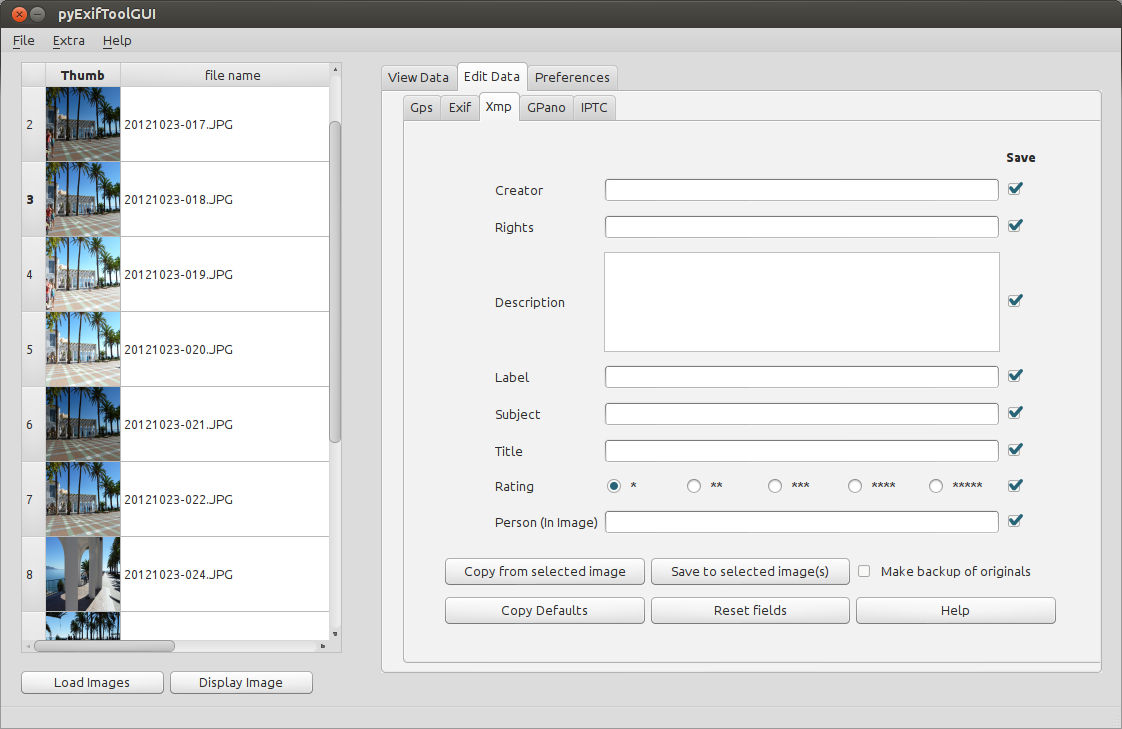 pyExifToolGUI
File Extra Help
Thumb file name
2 20121023-017.JPG
3 20121023-018.JPG
4 20121023-019.JPG
5 20121023-020.JPG
6 20121023-021.JPG
7 20121023-022.JPG
8 20121023-024.JPG
Load Images Display Image
View Data Edit Data Preferences
Gps Exif Xmp GPano IPTC
Save
Creator
Rights
Description
Label
Subject
Title
Rating * ** *** **** *****
Person (In Image)
Copy from selected image Save to selected image(s) Make backup of originals
Copy Defaults Reset fields Help